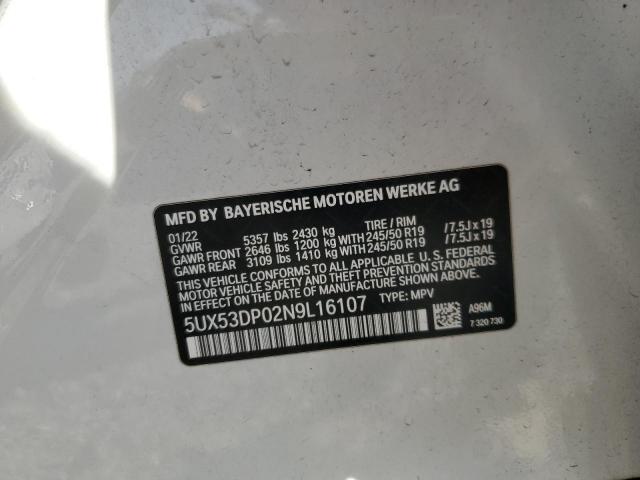 MFD BY BAYERISCHE MOTOREN WERKE AG
01/22 TIRE / RIM
GVWR 5357 lbs 2430 kg
GAWR FRONT 2646 lbs 1200 kg WITH 245/50 R19 /7.5J x 19
GAWR REAR 3109 lbs 1410 kg WITH 245/50 R19 /7.5J x 19
THIS VEHICLE CONFORMS TO ALL APPLICABLE U. S. FEDERAL
MOTOR VEHICLE SAFETY AND THEFT PREVENTION STANDARDS
IN EFFECT ON THE DATE OF MANUFACTURE SHOWN ABOVE.
5UX53DP02N9L16107 TYPE: MPV
A96M
7 320 730